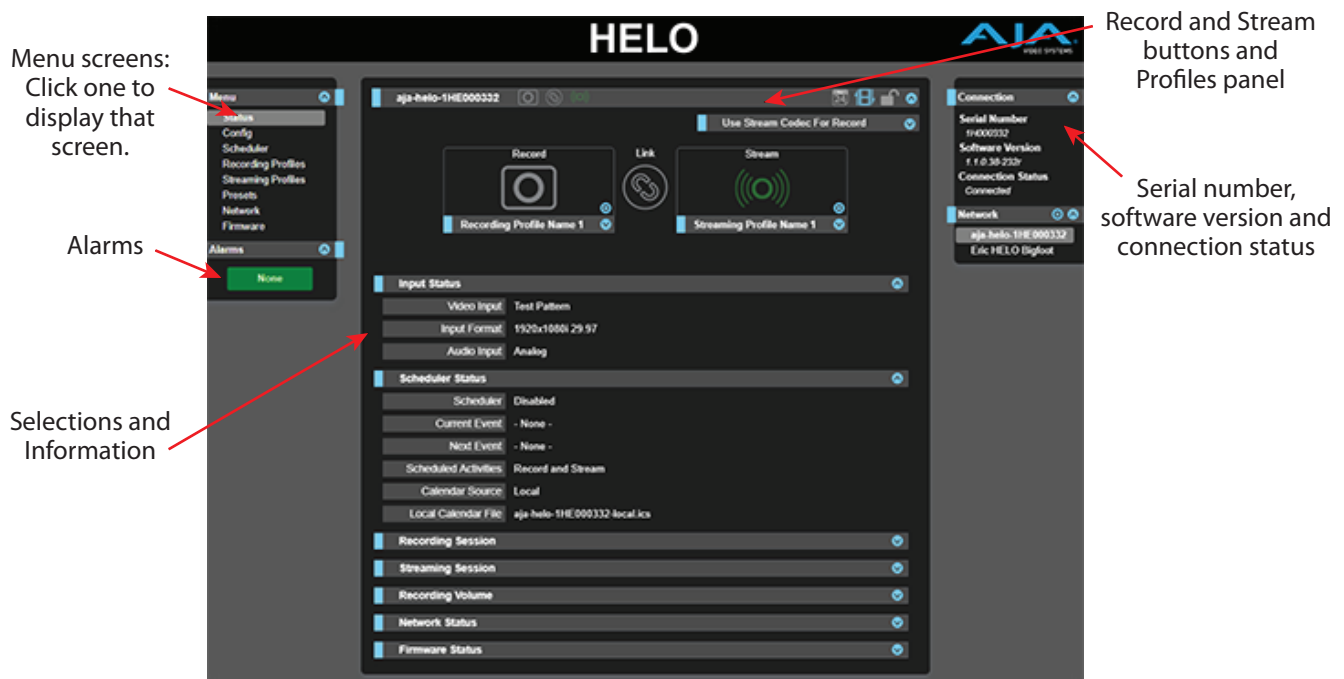 HELO
AJA
VIDEO SYSTEMS
Menu screens:
Click one to
display that
screen.
Alarms
Selections and
Information
Record and Stream
buttons and
Profiles panel
Serial number,
software version and
connection status
Menu
Status
Config
Scheduler
Recording Profiles
Streaming Profiles
Presets
Network
Firmware
Alarms
None
aja-helo-1HE000332
Use Stream Codec For Record
Record
Link
Stream
Recording Profile Name 1
Streaming Profile Name 1
Input Status
Video Input Test Pattern
Input Format 1920x1080i 29.97
Audio Input Analog
Scheduler Status
Scheduler Disabled
Current Event - None -
Next Event - None -
Scheduled Activities Record and Stream
Calendar Source Local
Local Calendar File aja-helo-1HE000332-local.ics
Recording Session
Streaming Session
Recording Volume
Network Status
Firmware Status
Connection
Serial Number
1H000332
Software Version
1.1.0.38-232r
Connection Status
Connected
Network
aja-helo-1HE000332
Eric HELO Bigfoot